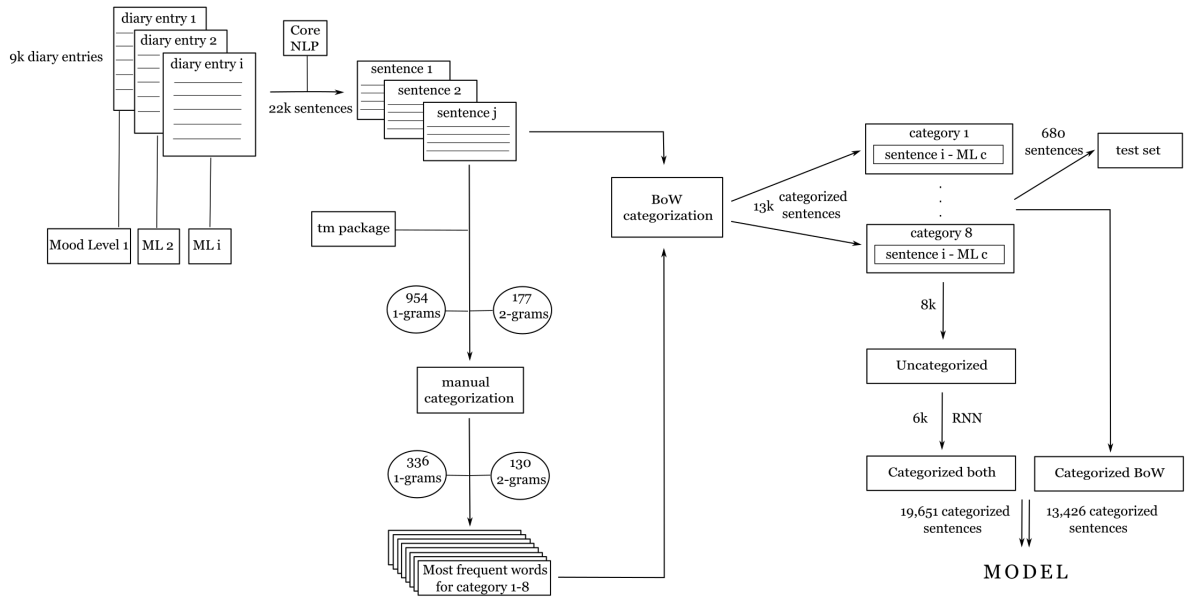 diary entry 1
diary entry 2
diary entry i
9k diary entries
Mood Level 1
ML 2
ML i
Core
NLP
22k sentences
sentence 1
sentence 2
sentence j
tm package
954
1-grams
177
2-grams
manual
categorization
336
1-grams
130
2-grams
Most frequent words
for category 1-8
BoW
categorization
13k categorized
sentences
category 1
sentence i - ML c
.
.
.
category 8
sentence i - ML c
680
sentences
test set
8k
Uncategorized
6k RNN
Categorized both
Categorized BoW
19,651 categorized
sentences
13,426 categorized
sentences
MODEL